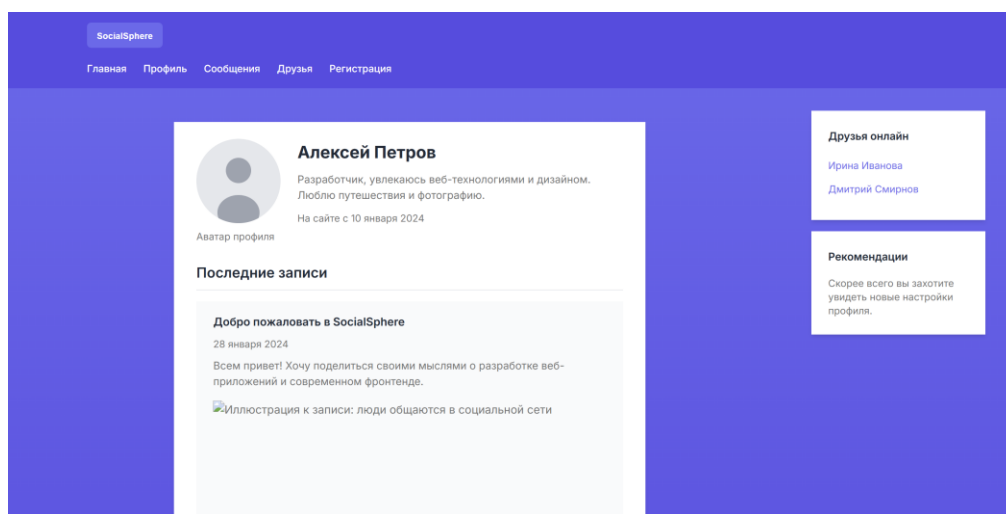 SocialSphere
Главная Профиль Сообщения Друзья Регистрация
Алексей Петров
Разработчик, увлекаюсь веб-технологиями и дизайном.
Люблю путешествия и фотографию.
На сайте с 10 января 2024
Аватар профиля
Последние записи
Добро пожаловать в SocialSphere
28 января 2024
Всем привет! Хочу поделиться своими мыслями о разработке веб-
приложений и современном фронтенде.
Иллюстрация к записи: люди общаются в социальной сети
Друзья онлайн
Ирина Иванова
Дмитрий Смирнов
Рекомендации
Скорее всего вы захотите
увидеть новые настройки
профиля.